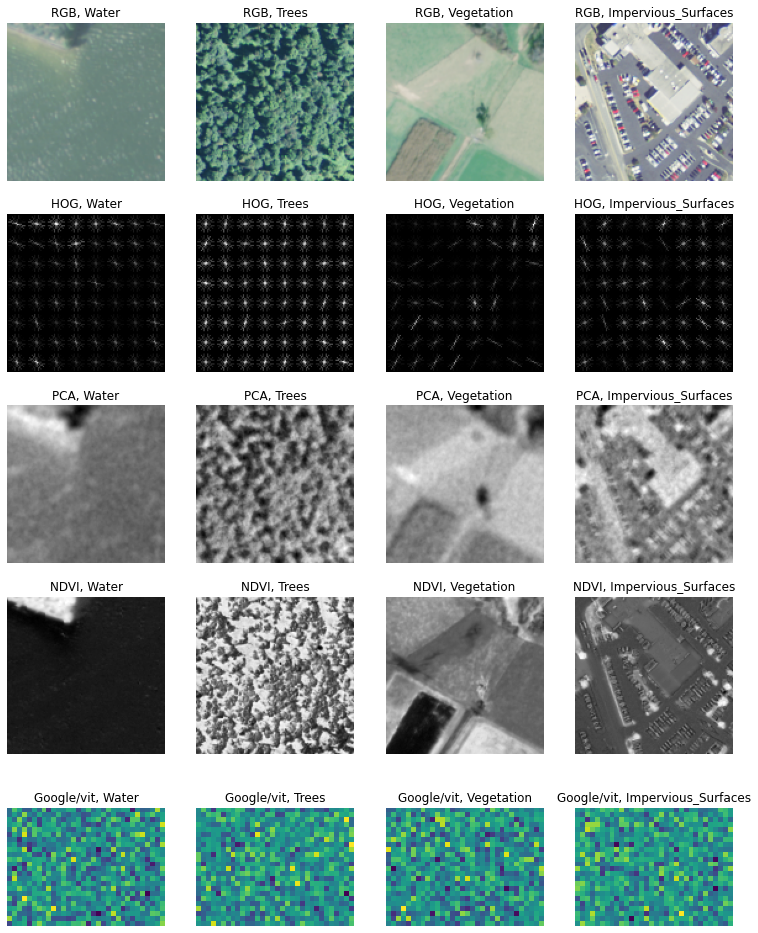 RGB, Water
RGB, Trees
RGB, Vegetation
RGB, Impervious_Surfaces
HOG, Water
HOG, Trees
HOG, Vegetation
HOG, Impervious_Surfaces
PCA, Water
PCA, Trees
PCA, Vegetation
PCA, Impervious_Surfaces
NDVI, Water
NDVI, Trees
NDVI, Vegetation
NDVI, Impervious_Surfaces
Google/vit, Water
Google/vit, Trees
Google/vit, Vegetation
Google/vit, Impervious_Surfaces